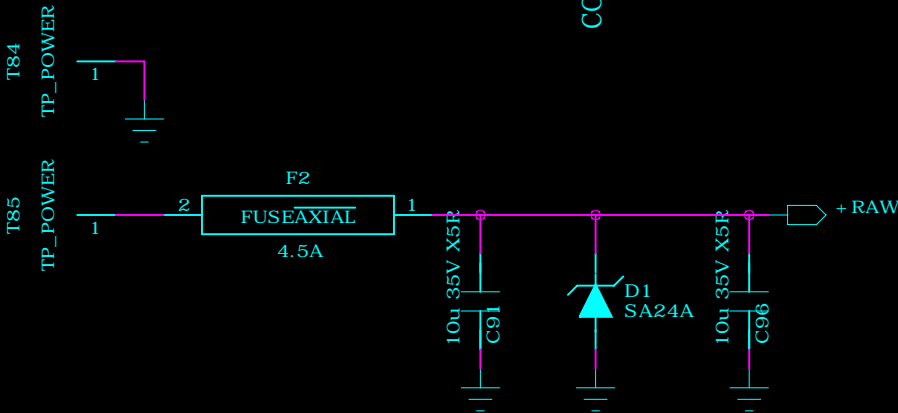 CC
T84
TP_POWER
1
T85
TP_POWER
1
2
F2
FUSEAXIAL
4.5A
1
10u 35V X5R
C91
D1
SA24A
10u 35V X5R
C96
+RAW